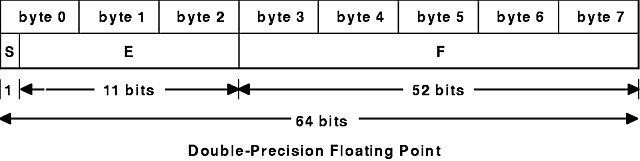 byte 0 byte 1 byte 2 byte 3 byte 4 byte 5 byte 6 byte 7
S E F
1 11 bits 52 bits
64 bits
Double-Precision Floating Point